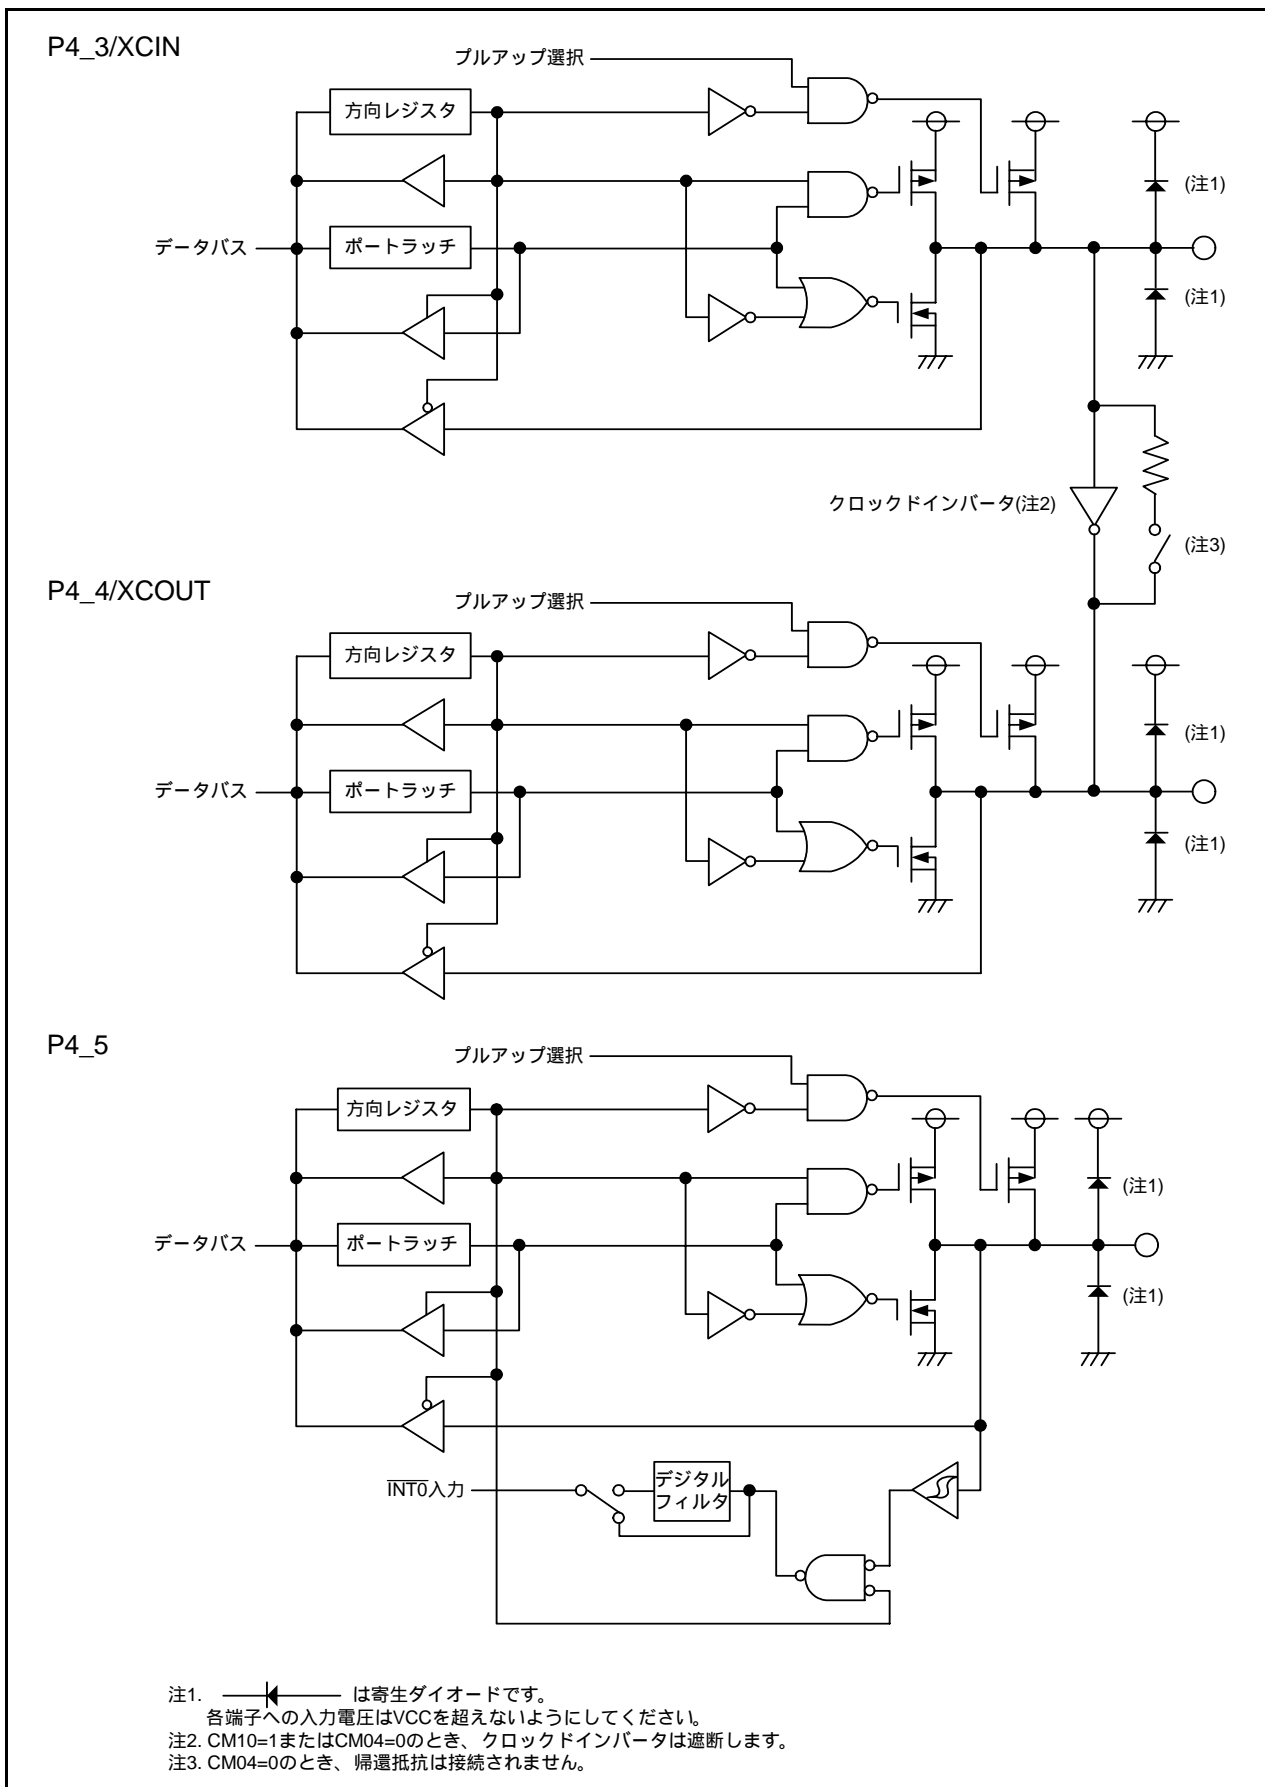 P4_3/XCIN
プルアップ選択
方向レジスタ
(注1)
データバス
ポートラッチ
(注1)
クロックドインバータ(注2)
(注3)
P4_4/XCOUT
プルアップ選択
方向レジスタ
(注1)
データバス
ポートラッチ
(注1)
P4_5
プルアップ選択
方向レジスタ
(注1)
データバス
ポートラッチ
(注1)
INT0入力
デジタル
フィルタ
注1. は寄生ダイオードです。
各端子への入力電圧はVCCを超えないようにしてください。
注2. CM10=1またはCM04=0のとき、クロックドインバータは遮断します。
注3. CM04=0のとき、帰還抵抗は接続されません。